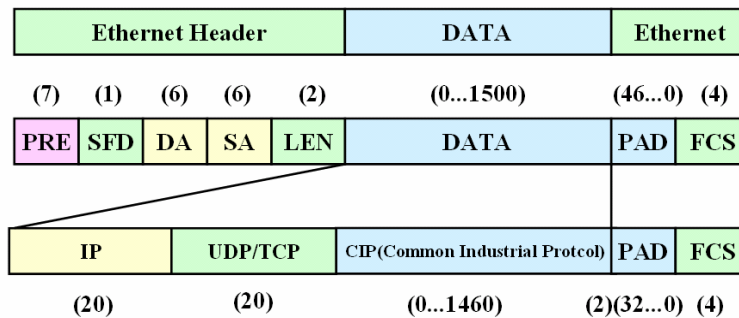 Ethernet Header DATA Ethernet
(7) (1) (6) (6) (2) (0...1500) (46...0) (4)
PRE SFD DA SA LEN DATA PAD FCS
IP UDP/TCP CIP(Common Industrial Protcol) PAD FCS
(20) (20) (0...1460) (2)(32...0) (4)